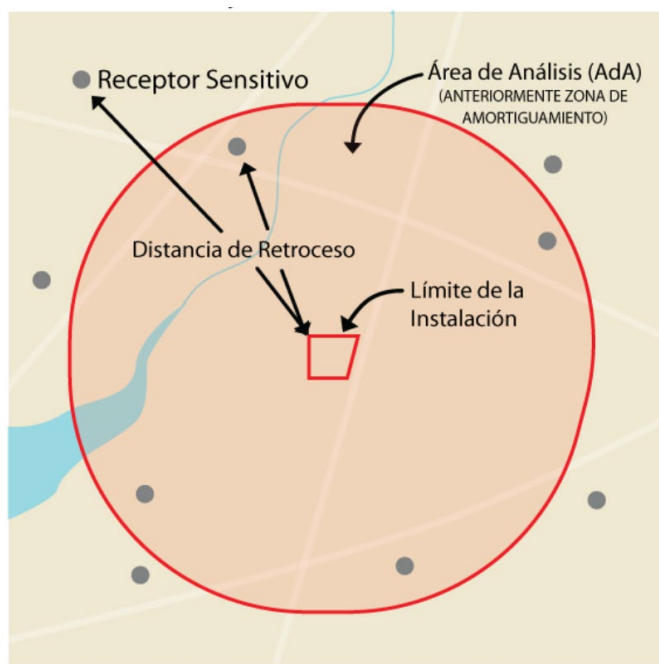 Receptor Sensitivo
Área de Análisis (AdA)
(ANTERIORMENTE ZONA DE
AMORTIGUAMIENTO)
Distancia de Retroceso
Límite de la
Instalación